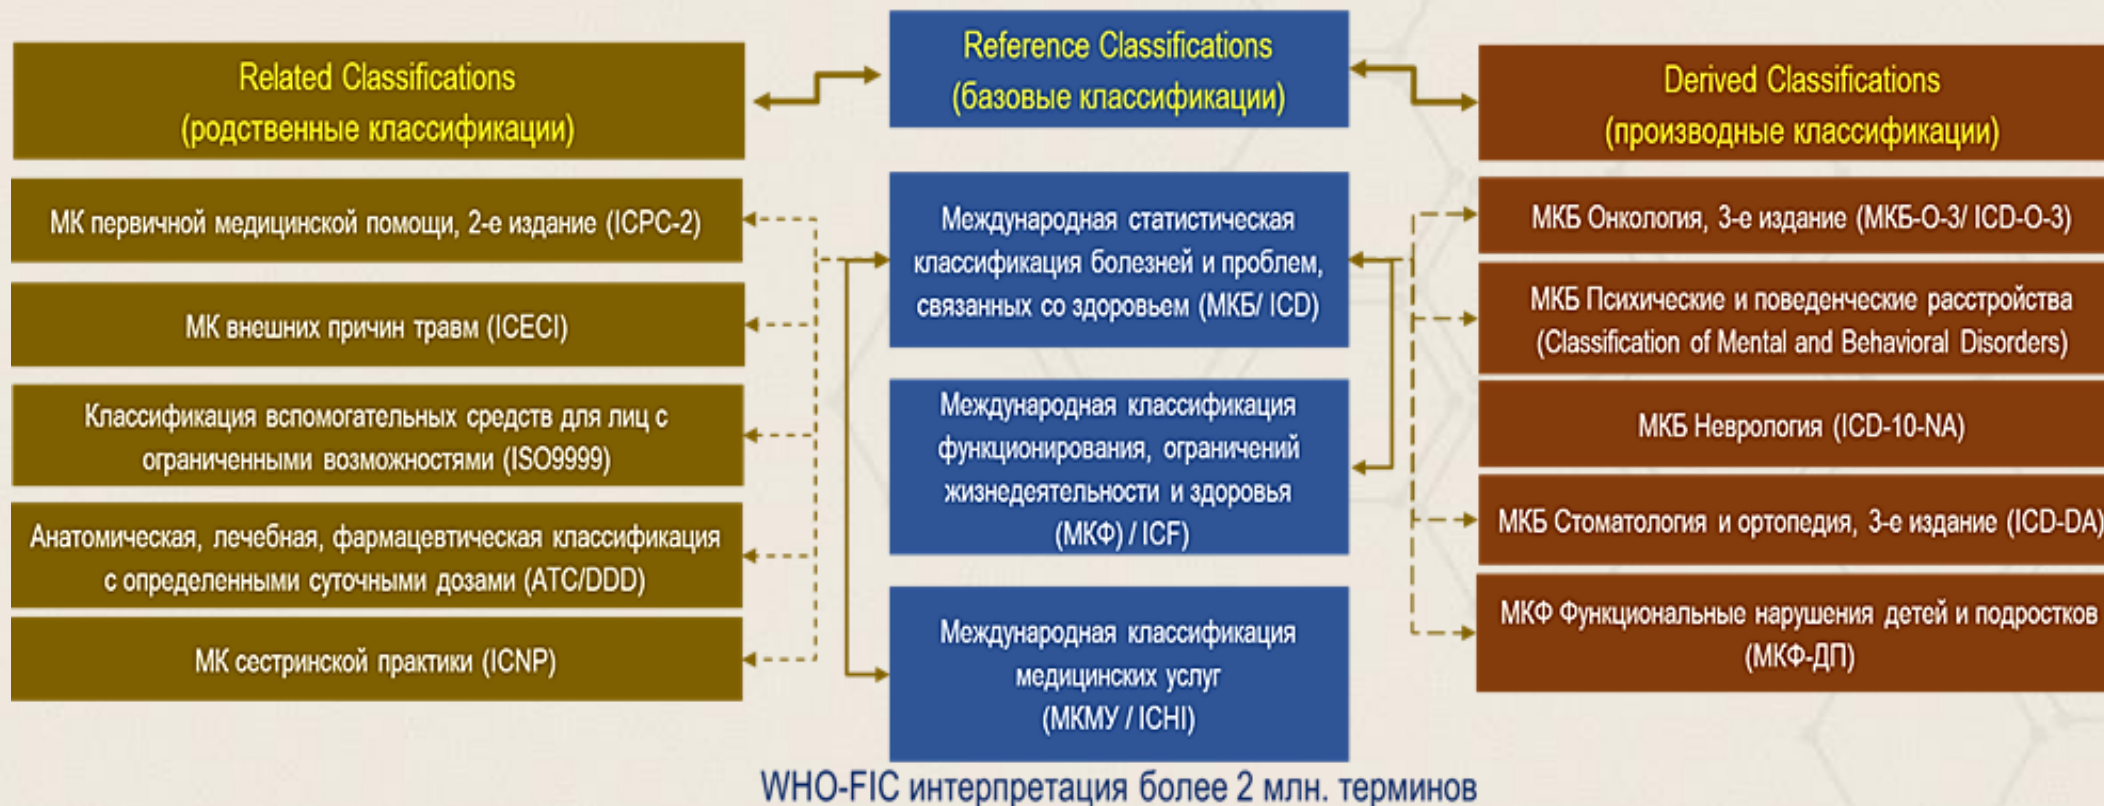 Related Classifications
(родственные классификации)
МК первичной медицинской помощи, 2-е издание (ICPC-2)
МК внешних причин травм (ICECI)
Классификация вспомогательных средств для лиц с
ограниченными возможностями (ISO9999)
Анатомическая, лечебная, фармацевтическая классификация
с определенными суточными дозами (ATC/DDD)
МК сестринской практики (ICNP)
Reference Classifications
(базовые классификации)
Международная статистическая
классификация болезней и проблем,
связанных со здоровьем (МКБ/ ICD)
Международная классификация
функционирования, ограничений
жизнедеятельности и здоровья
(МКФ) / ICF)
Международная классификация
медицинских услуг
(МКМУ / ICHI)
Derived Classifications
(производные классификации)
МКБ Онкология, 3-е издание (МКБ-О-3/ ICD-O-3)
МКБ Психические и поведенческие расстройства
(Classification of Mental and Behavioral Disorders)
МКБ Неврология (ICD-10-NA)
МКБ Стоматология и ортопедия, 3-е издание (ICD-DA)
МКФ Функциональные нарушения детей и подростков
(МКФ-ДП)
WHO-FIC интерпретация более 2 млн. терминов